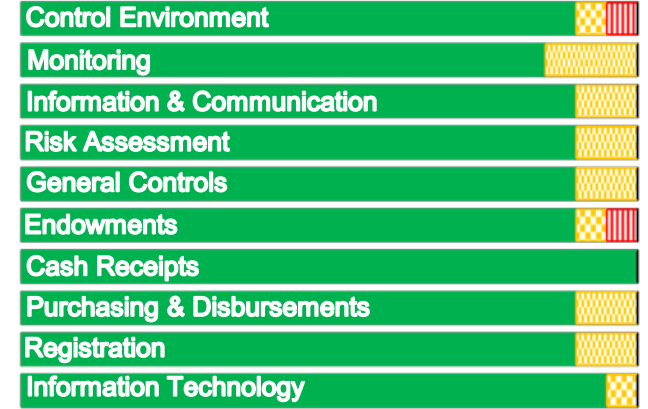 Control Environment
Monitoring
Information & Communication
Risk Assessment
General Controls
Endowments
Cash Receipts
Purchasing & Disbursements
Registration
Information Technology